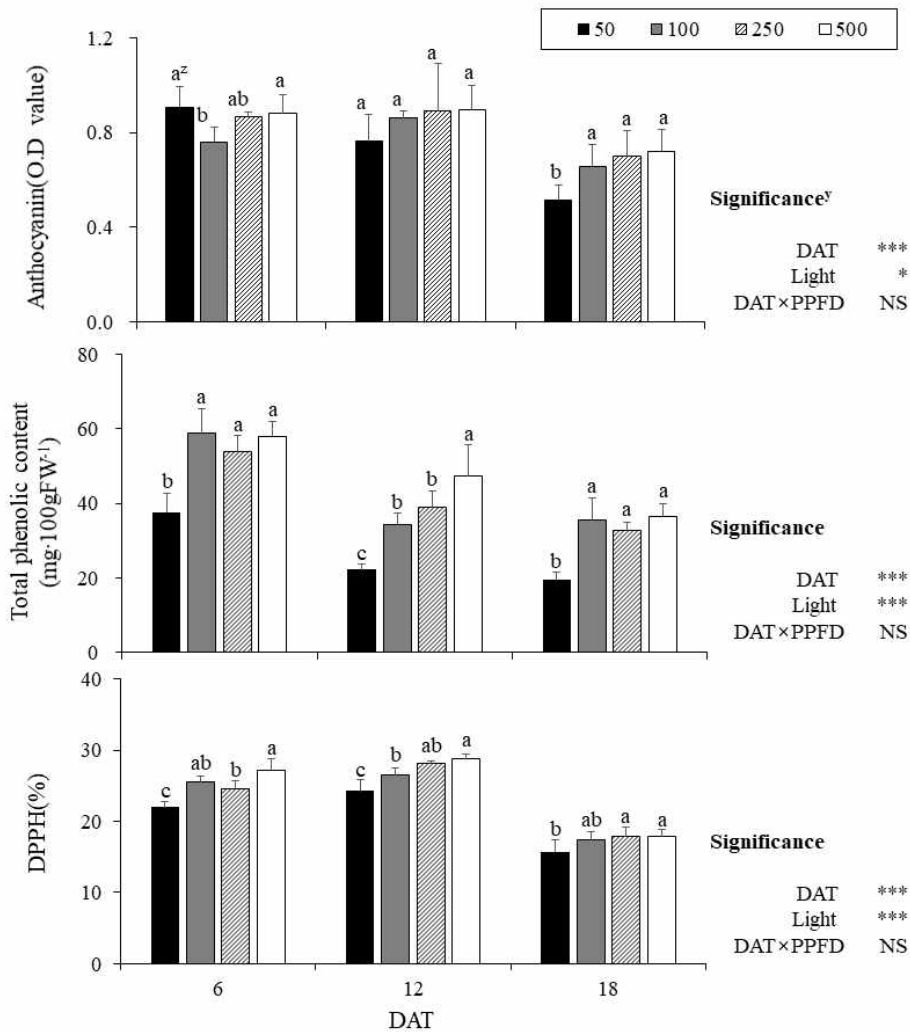 50 100 250 500
Anthocyanin(O.D value)
1.2
0.8
0.4
0.0
aᶻ b ab a
a a a a
b a a a
Significanceʸ
DAT ***
Light *
DAT×PPFD NS
Total phenolic content
(mg·100gFW⁻¹)
80
60
40
20
0
b a a a
c b b a
b a a a
Significance
DAT ***
Light ***
DAT×PPFD NS
DPPH(%)
40
30
20
10
0
c ab b a
c b ab a
b ab a a
Significance
DAT ***
Light ***
DAT×PPFD NS
6 12 18
DAT